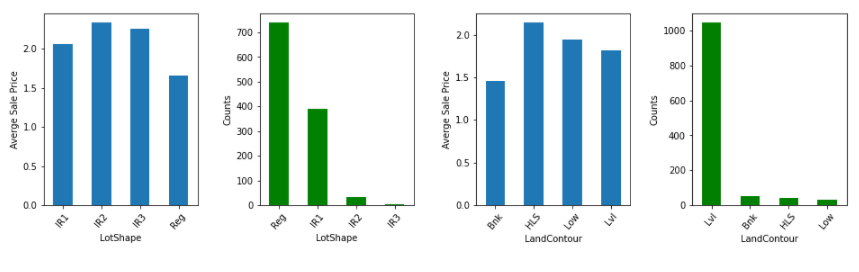 Averge Sale Price
2.0
1.5
1.0
0.5
0.0
IR1
IR2
IR3
Reg
LotShape
Counts
700
600
500
400
300
200
100
0
Reg
IR1
IR2
IR3
LotShape
Averge Sale Price
2.0
1.5
1.0
0.5
0.0
Bnk
HLS
Low
Lvl
LandContour
Counts
1000
800
600
400
200
0
Lvl
Bnk
HLS
Low
LandContour